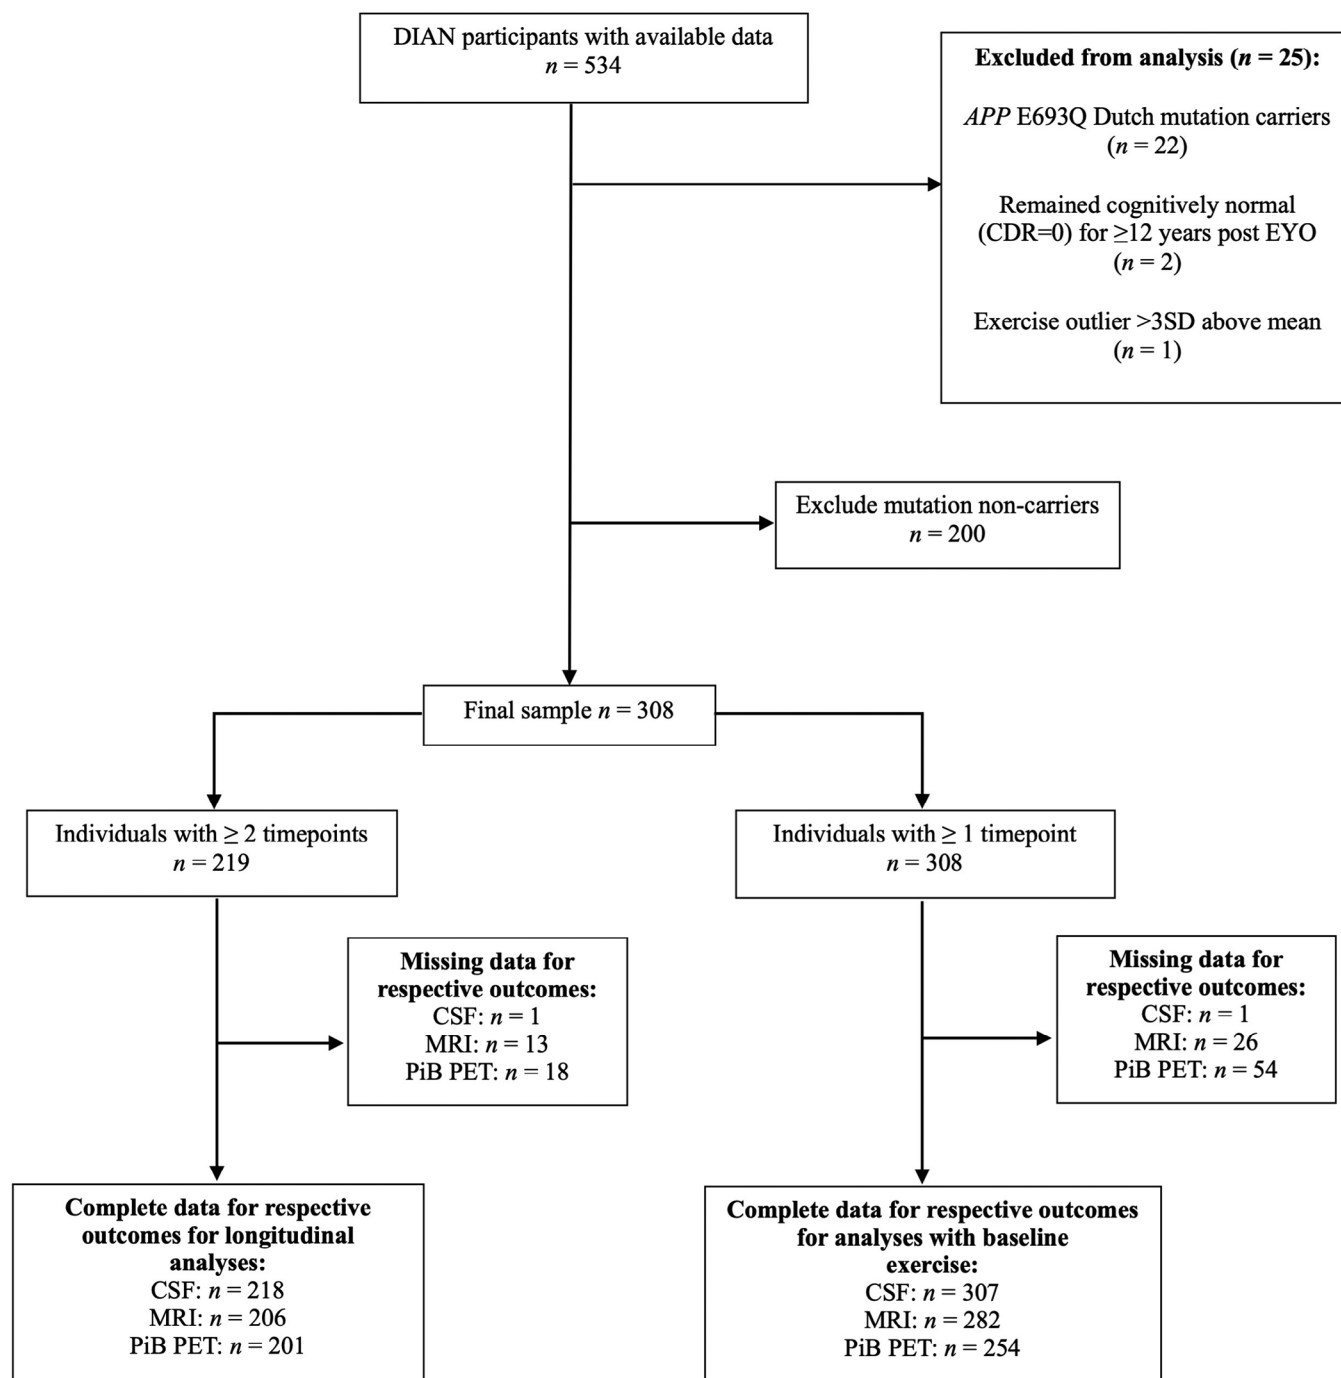 DIAN participants with available data
n = 534
Excluded from analysis (n = 25):
APP E693Q Dutch mutation carriers
(n = 22)
Remained cognitively normal
(CDR=0) for ≥12 years post EYO
(n = 2)
Exercise outlier >3SD above mean
(n = 1)
Exclude mutation non-carriers
n = 200
Final sample n = 308
Individuals with ≥ 2 timepoints
n = 219
Individuals with ≥ 1 timepoint
n = 308
Missing data for
respective outcomes:
CSF: n = 1
MRI: n = 13
PiB PET: n = 18
Missing data for
respective outcomes:
CSF: n = 1
MRI: n = 26
PiB PET: n = 54
Complete data for respective
outcomes for longitudinal
analyses:
CSF: n = 218
MRI: n = 206
PiB PET: n = 201
Complete data for respective outcomes
for analyses with baseline
exercise:
CSF: n = 307
MRI: n = 282
PiB PET: n = 254